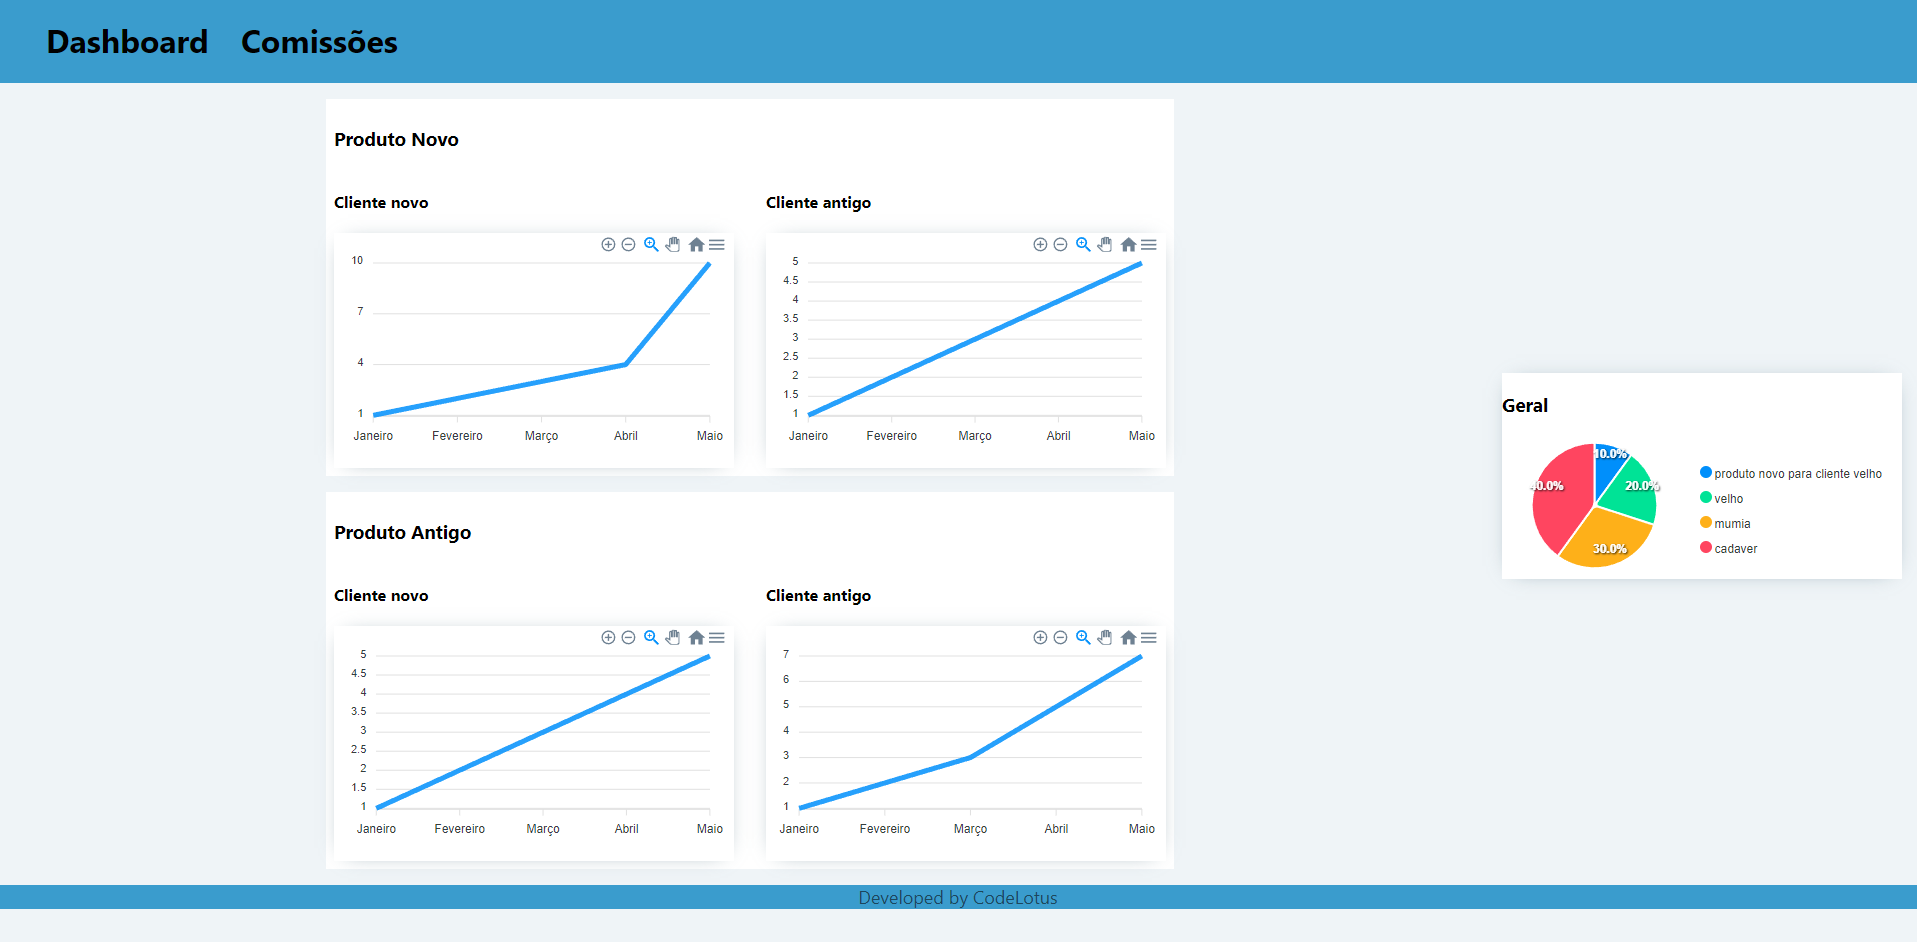 Dashboard Comissões
Produto Novo
Cliente novo
10
7
4
1
Janeiro Fevereiro Março Abril Maio
Cliente antigo
5
4.5
4
3.5
3
2.5
2
1.5
1
Janeiro Fevereiro Março Abril Maio
Produto Antigo
Cliente novo
5
4.5
4
3.5
3
2.5
2
1.5
1
Janeiro Fevereiro Março Abril Maio
Cliente antigo
7
6
5
4
3
2
1
Janeiro Fevereiro Março Abril Maio
Geral
10.0%
20.0%
30.0%
40.0%
produto novo para cliente velho
velho
mumia
cadaver
Developed by CodeLotus